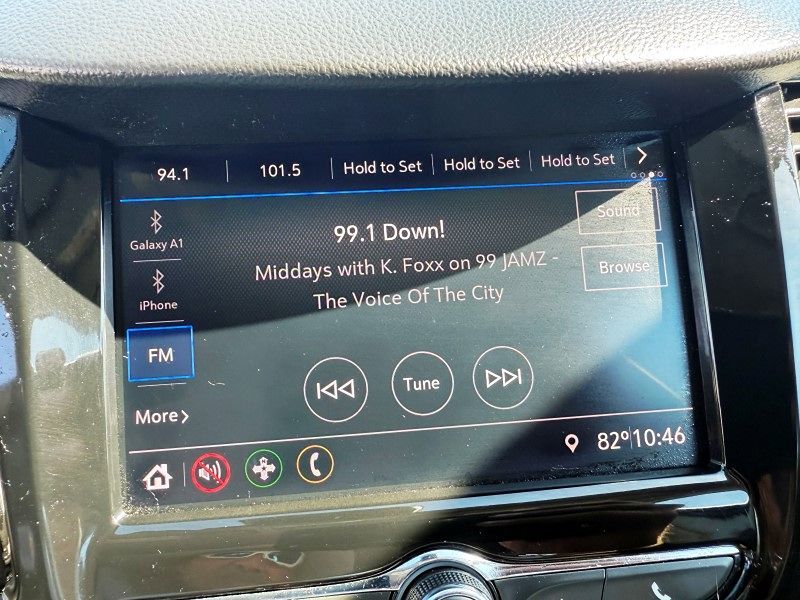 94.1 101.5 Hold to Set Hold to Set Hold to Set
Galaxy A1
iPhone
FM
More
99.1 Down!
Middays with K. Foxx on 99 JAMZ -
The Voice Of The City
Sound
Browse
Tune
82° 10:46